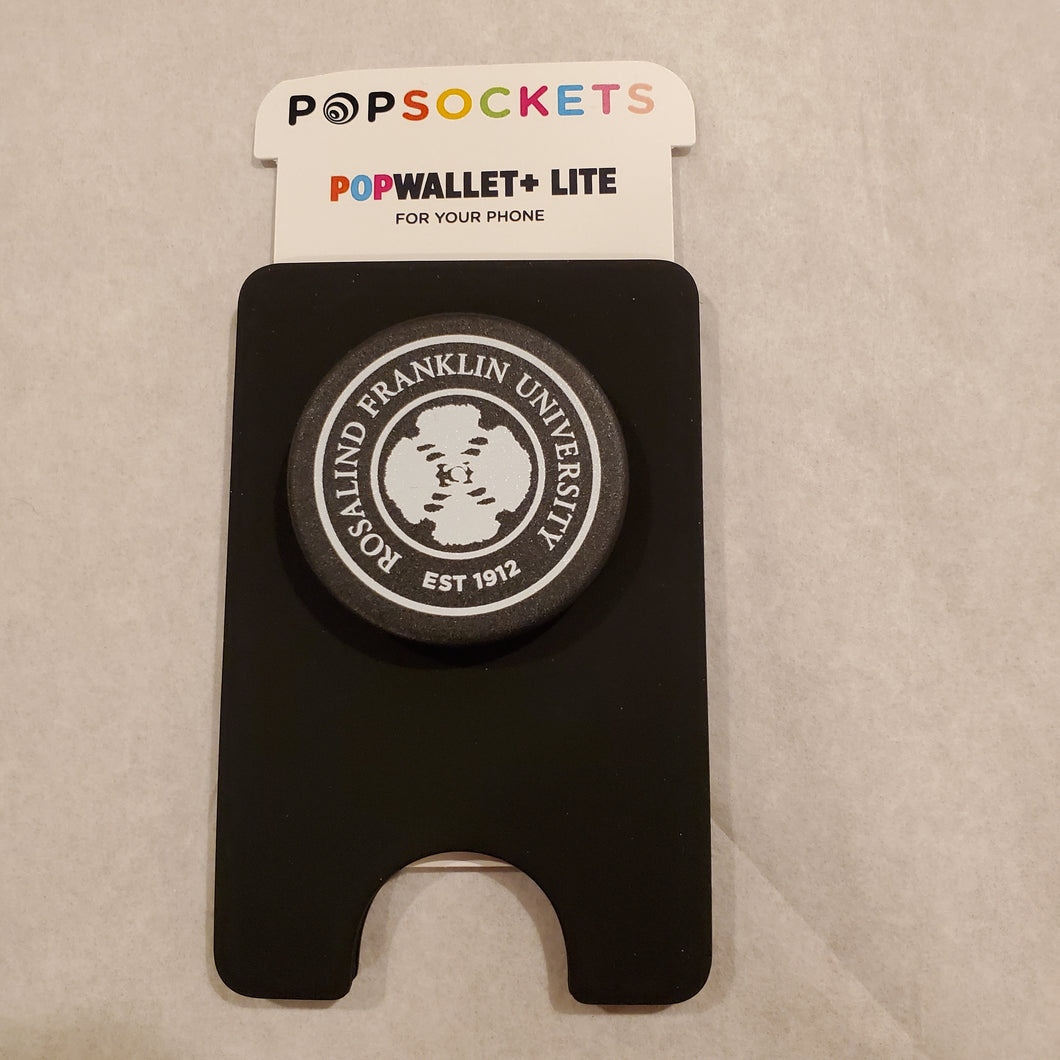 POPSOCKETS
POPWALLET+ LITE
FOR YOUR PHONE
ROSALIND FRANKLIN UNIVERSITY
EST 1912